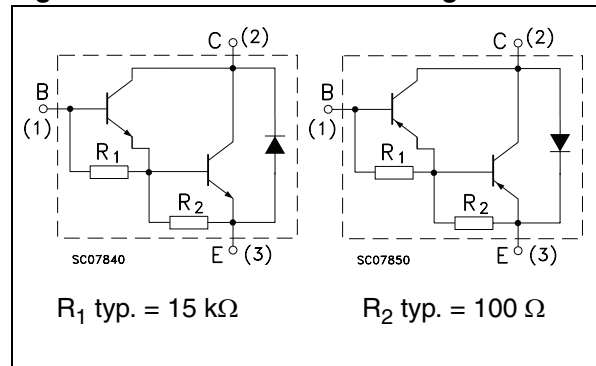 C (2)
B
(1)
R1
R2
E (3)
SC07840
C (2)
B
(1)
R1
R2
E (3)
SC07850
R1 typ. = 15 kΩ
R2 typ. = 100 Ω